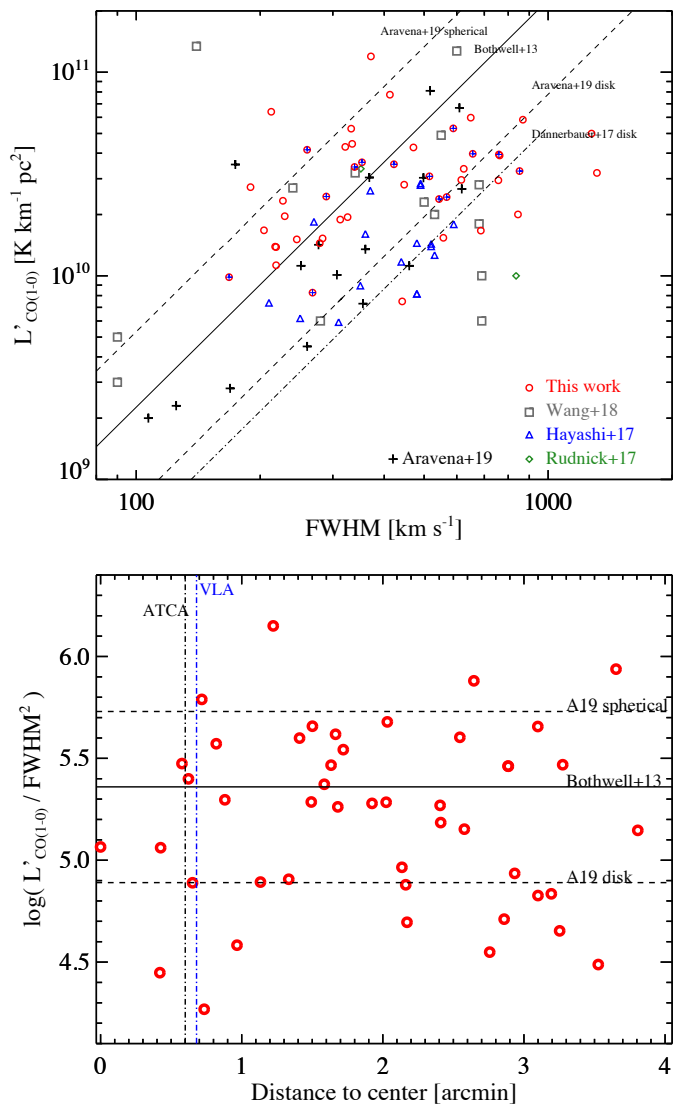 Aravena+19 spherical
Bothwell+13
Aravena+19 disk
Dannerbauer+17 disk
10¹¹
10¹⁰
10⁹
L'CO(1-0) [K km s⁻¹ pc²]
This work
Wang+18
Hayashi+17
Rudnick+17
Aravena+19
100
1000
FWHM [km s⁻¹]
VLA
ATCA
6.0
5.5
5.0
4.5
log( L'CO(1-0) / FWHM² )
A19 spherical
Bothwell+13
A19 disk
0
1
2
3
4
Distance to center [arcmin]